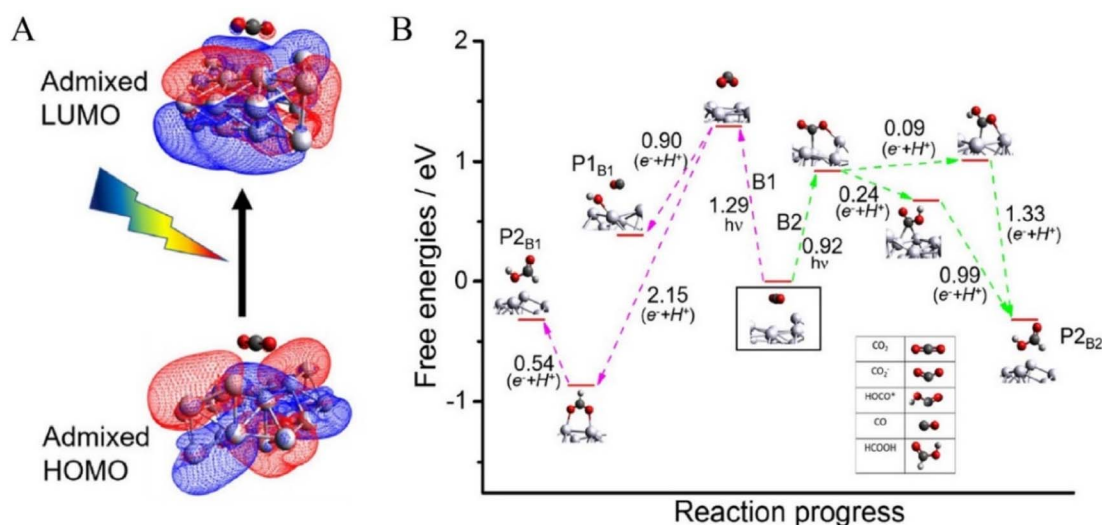 A
Admixed
LUMO
Admixed
HOMO
B
Free energies / eV
2
1
0
-1
Reaction progress
P2B1
0.54
(e-+H+)
P1B1
0.90
(e-+H+)
2.15
(e-+H+)
B1
1.29
hν
B2
0.92
hν
0.09
(e-+H+)
0.24
(e-+H+)
1.33
(e-+H+)
0.99
(e-+H+)
P2B2
CO2
CO2-
HOCO*
CO
HCOOH